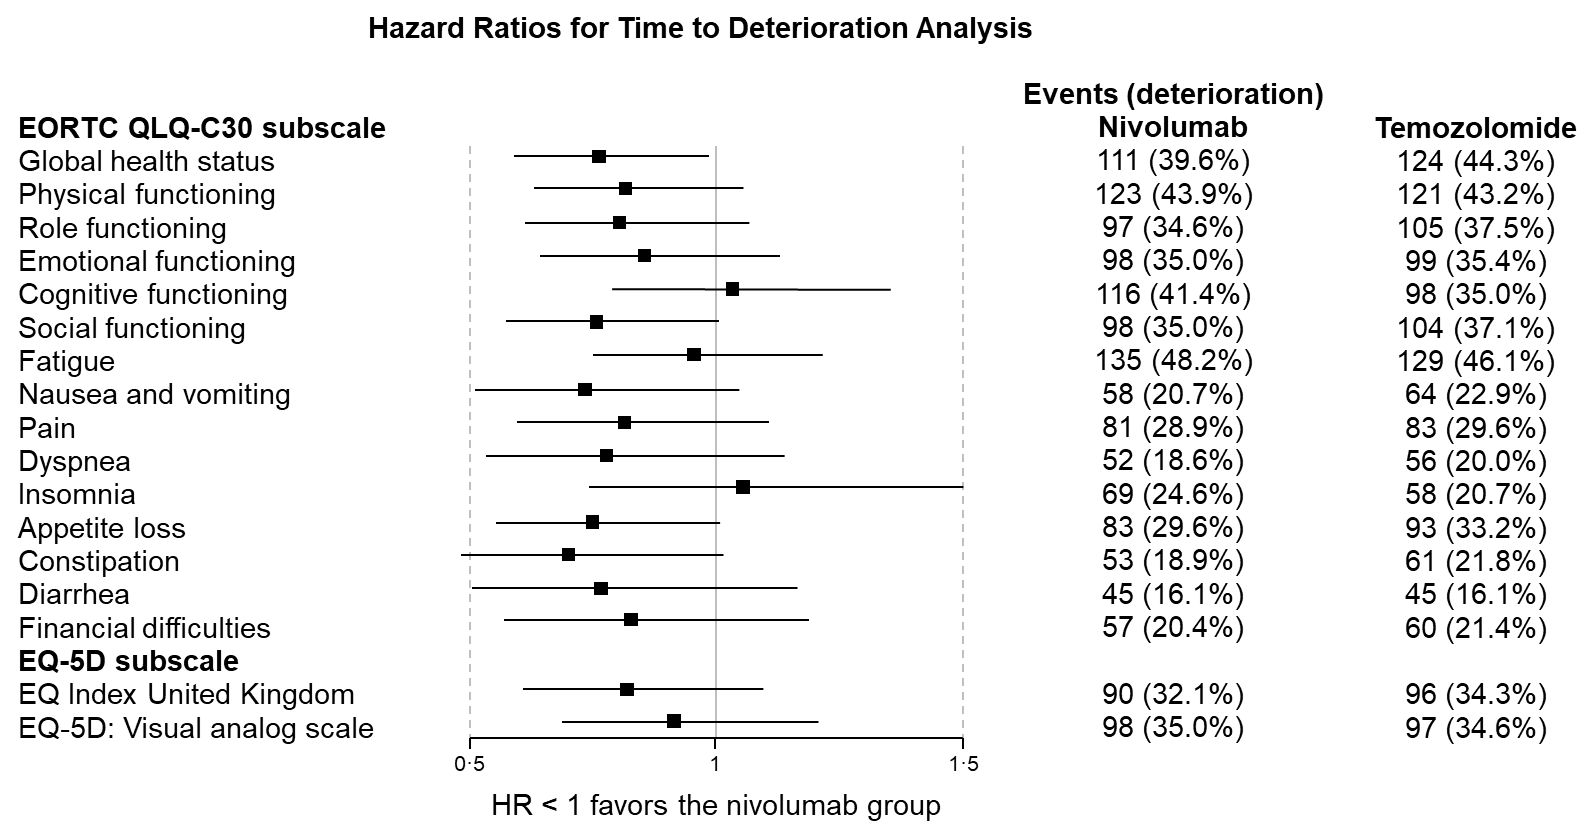 Hazard Ratios for Time to Deterioration Analysis
Events (deterioration)
EORTC QLQ-C30 subscale Nivolumab Temozolomide
Global health status 111 (39.6%) 124 (44.3%)
Physical functioning 123 (43.9%) 121 (43.2%)
Role functioning 97 (34.6%) 105 (37.5%)
Emotional functioning 98 (35.0%) 99 (35.4%)
Cognitive functioning 116 (41.4%) 98 (35.0%)
Social functioning 98 (35.0%) 104 (37.1%)
Fatigue 135 (48.2%) 129 (46.1%)
Nausea and vomiting 58 (20.7%) 64 (22.9%)
Pain 81 (28.9%) 83 (29.6%)
Dyspnea 52 (18.6%) 56 (20.0%)
Insomnia 69 (24.6%) 58 (20.7%)
Appetite loss 83 (29.6%) 93 (33.2%)
Constipation 53 (18.9%) 61 (21.8%)
Diarrhea 45 (16.1%) 45 (16.1%)
Financial difficulties 57 (20.4%) 60 (21.4%)
EQ-5D subscale
EQ Index United Kingdom 90 (32.1%) 96 (34.3%)
EQ-5D: Visual analog scale 98 (35.0%) 97 (34.6%)
0·5 1 1·5
HR < 1 favors the nivolumab group